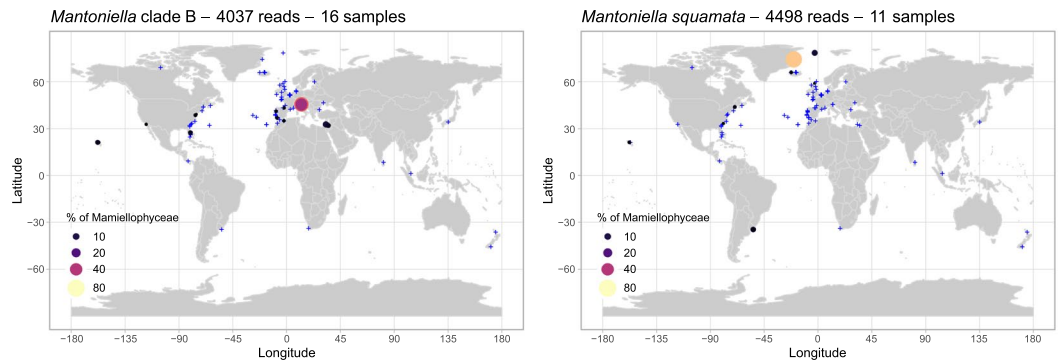 Mantoniella clade B – 4037 reads – 16 samples
60
30
0
−30
−60
Latitude
% of Mamiellophyceae
10
20
40
80
−180 −135 −90 −45 0 45 90 135 180
Longitude
Mantoniella squamata – 4498 reads – 11 samples
60
30
0
−30
−60
Latitude
% of Mamiellophyceae
10
20
40
80
−180 −135 −90 −45 0 45 90 135 180
Longitude